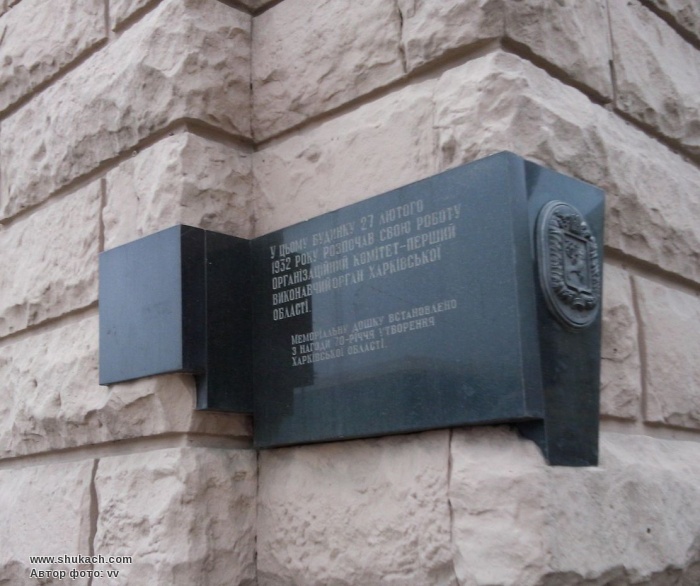 У ЦЬОМУ БУДИНКУ 27 ЛЮТОГО
1932 РОКУ РОЗПОЧАВ СВОЮ РОБОТУ
ОРГАНІЗАЦІЙНИЙ КОМІТЕТ–ПЕРШИЙ
ВИКОНАВЧИЙ ОРГАН ХАРКІВСЬКОЇ
ОБЛАСТІ.
МЕМОРІАЛЬНУ ДОШКУ ВСТАНОВЛЕНО
З НАГОДИ 70-РІЧЧЯ УТВОРЕННЯ
ХАРКІВСЬКОЇ ОБЛАСТІ.
www.shukach.com
Автор фото: vv